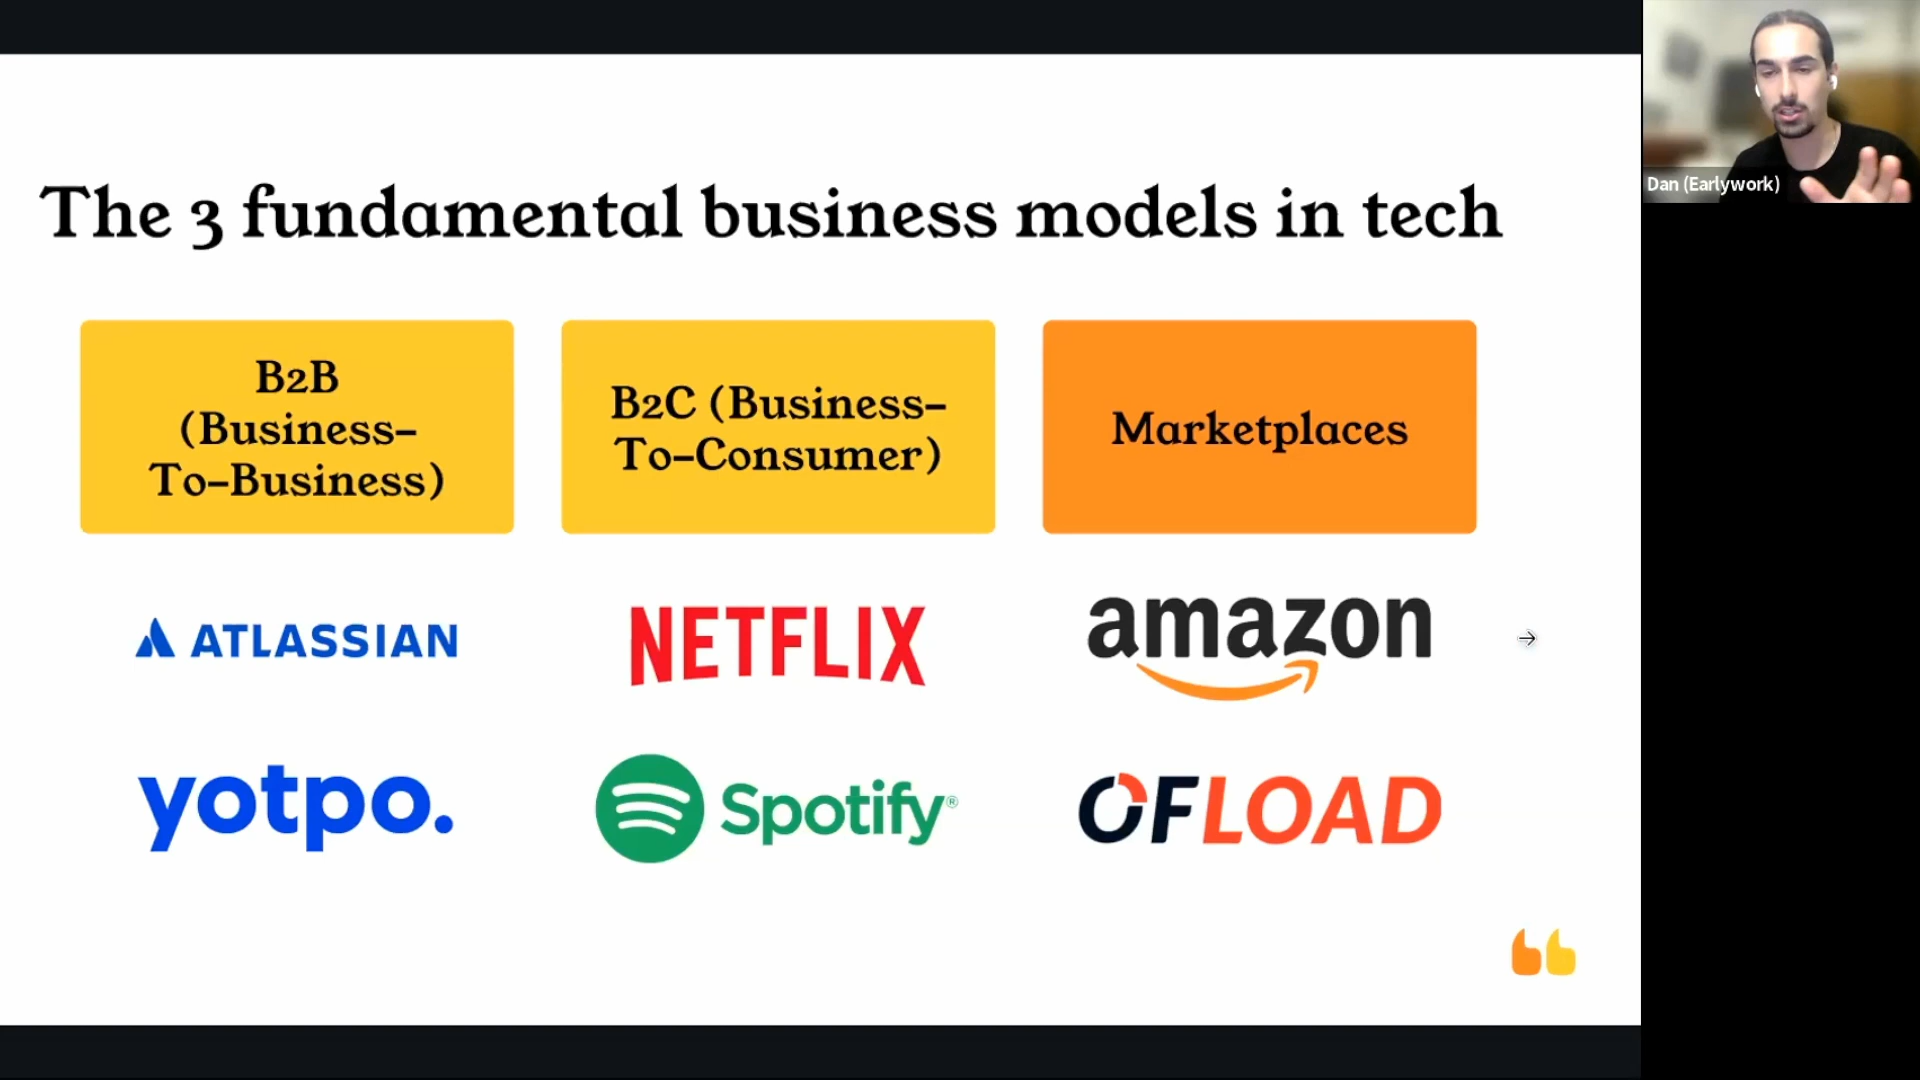 The 3 fundamental business models in tech
B2B
(Business-
To-Business)
B2C (Business-
To-Consumer)
Marketplaces
ATLASSIAN
NETFLIX
amazon
yotpo.
Spotify®
OFLOAD
Dan (Earlywork)